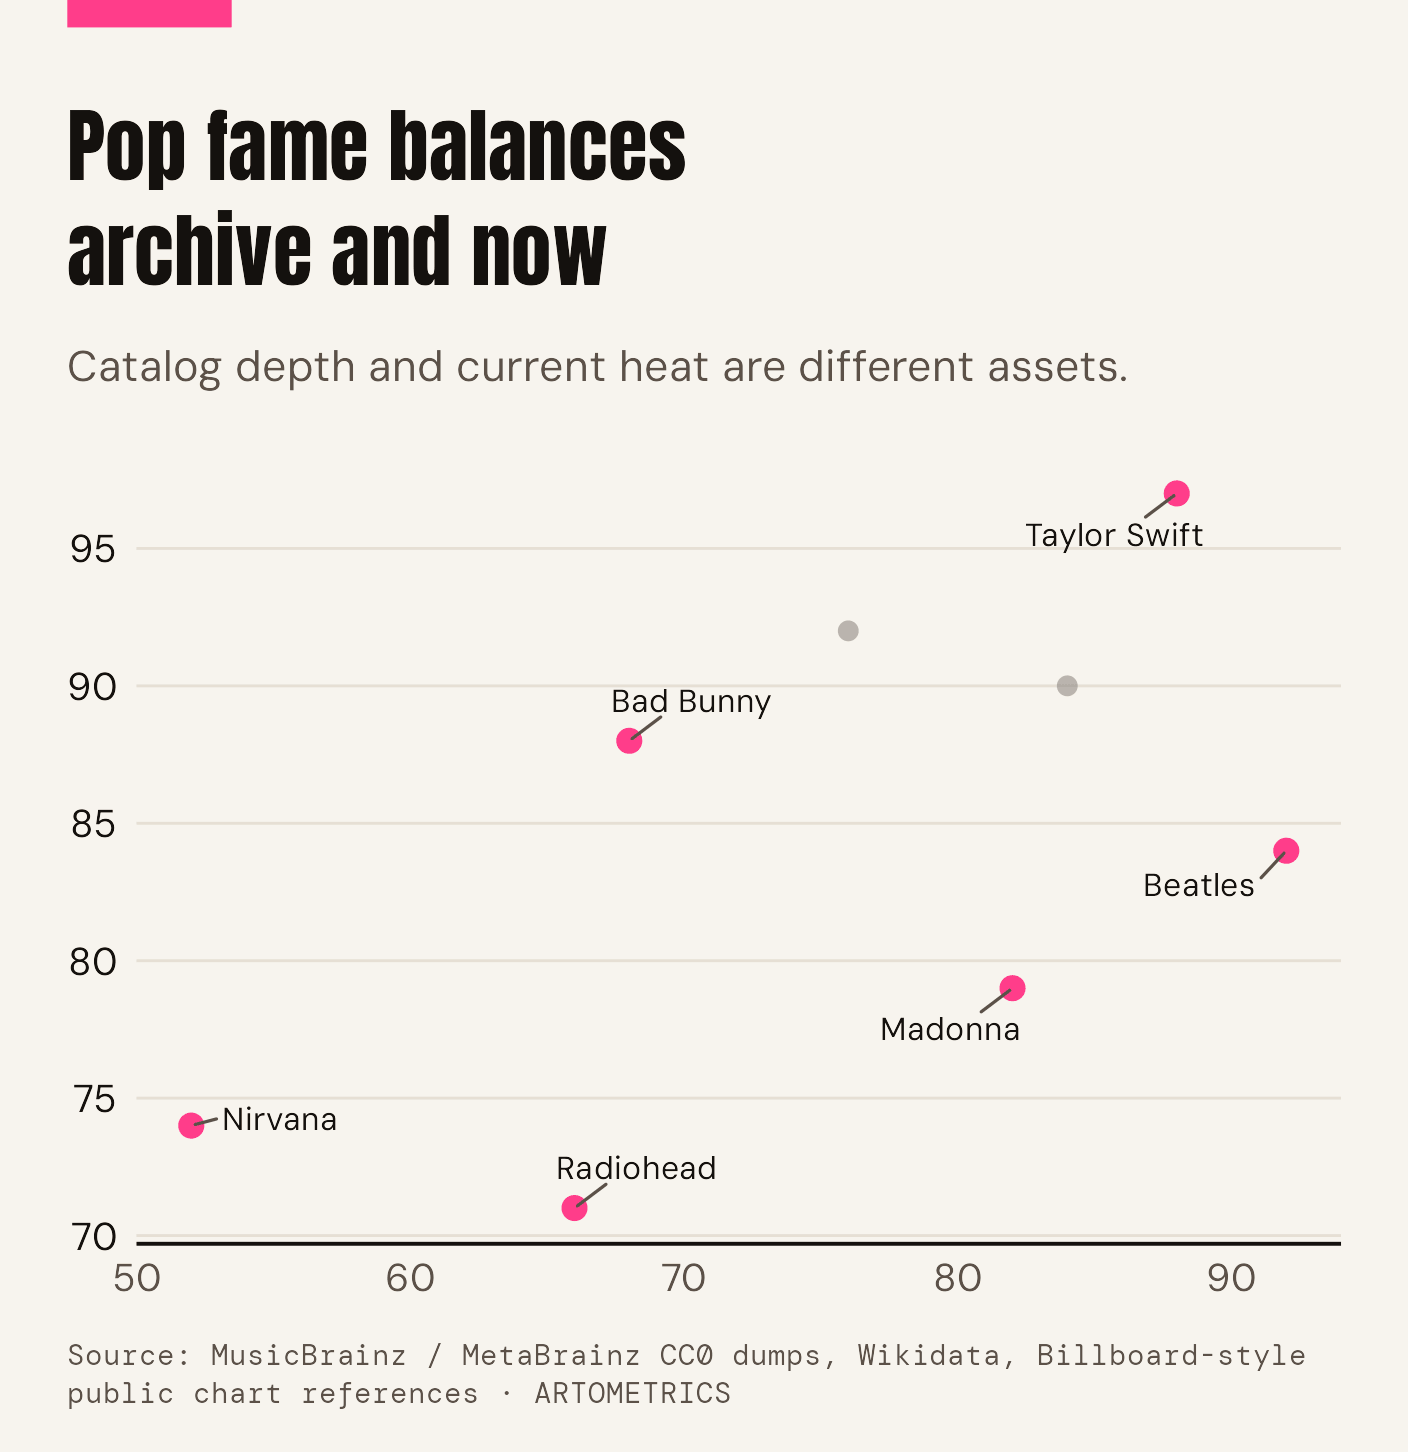 Pop fame balances
archive and now
Catalog depth and current heat are different assets.
Taylor Swift
95
90
Bad Bunny
85
Beatles
80
Madonna
75
Nirvana
Radiohead
70
50 60 70 80 90
Source: MusicBrainz / MetaBrainz CC0 dumps, Wikidata, Billboard-style
public chart references · ARTOMETRICS